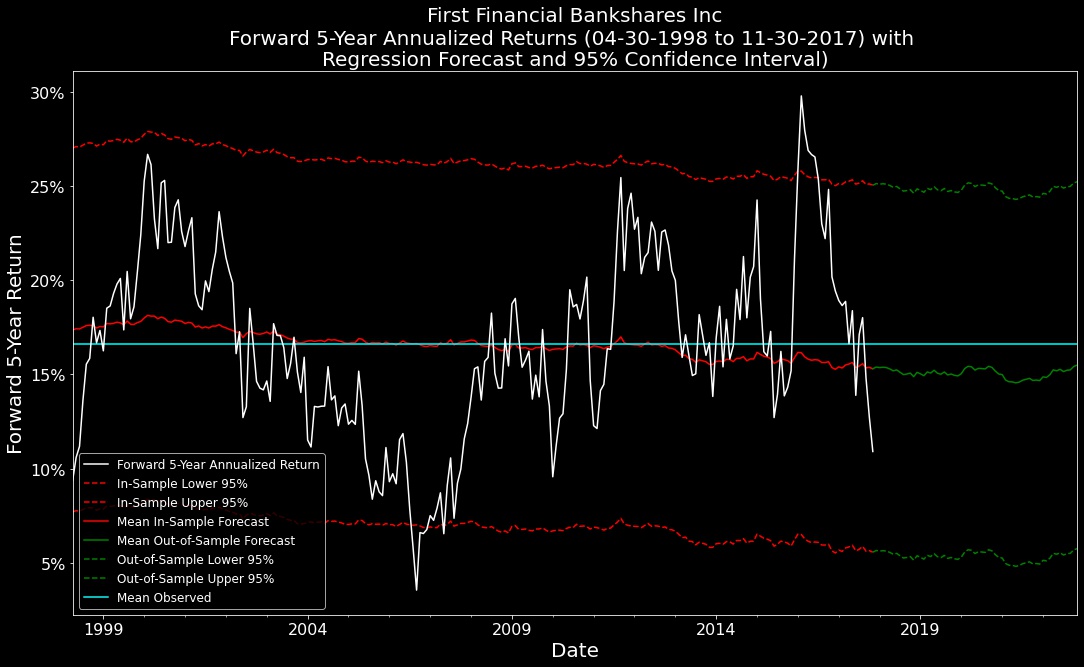 First Financial Bankshares Inc
Forward 5-Year Annualized Returns (04-30-1998 to 11-30-2017) with
Regression Forecast and 95% Confidence Interval)
30%
25%
20%
15%
10%
5%
Forward 5-Year Return
Forward 5-Year Annualized Return
In-Sample Lower 95%
In-Sample Upper 95%
Mean In-Sample Forecast
Mean Out-of-Sample Forecast
Out-of-Sample Lower 95%
Out-of-Sample Upper 95%
Mean Observed
1999
2004
2009
2014
2019
Date